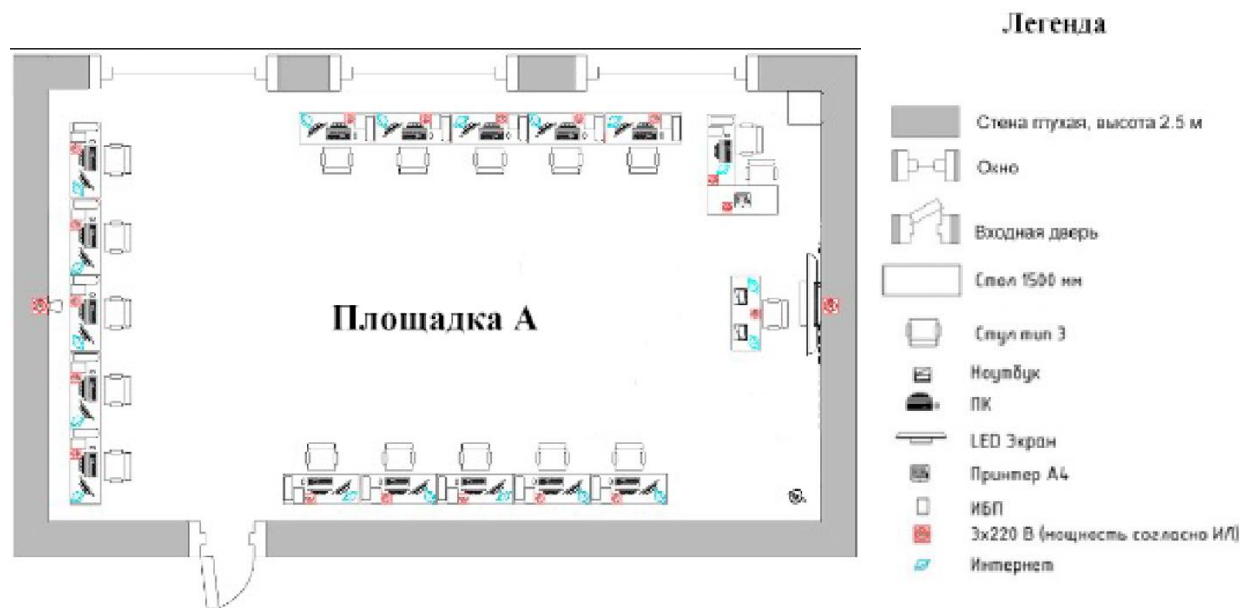 Легенда
Стена глухая, высота 2.5 м
Окно
Входная дверь
Стол 1500 мм
Площадка А
Стул тип 3
Ноутбук
ПК
LED Экран
Принтер А4
ИБП
3x220 В (мощность согласно ИЛ)
Интернет